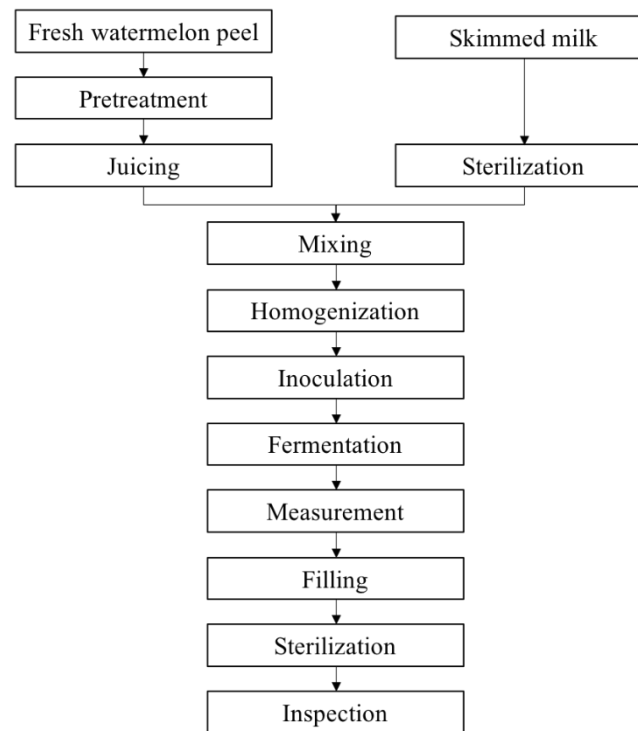 Fresh watermelon peel
Skimmed milk
Pretreatment
Juicing
Sterilization
Mixing
Homogenization
Inoculation
Fermentation
Measurement
Filling
Sterilization
Inspection